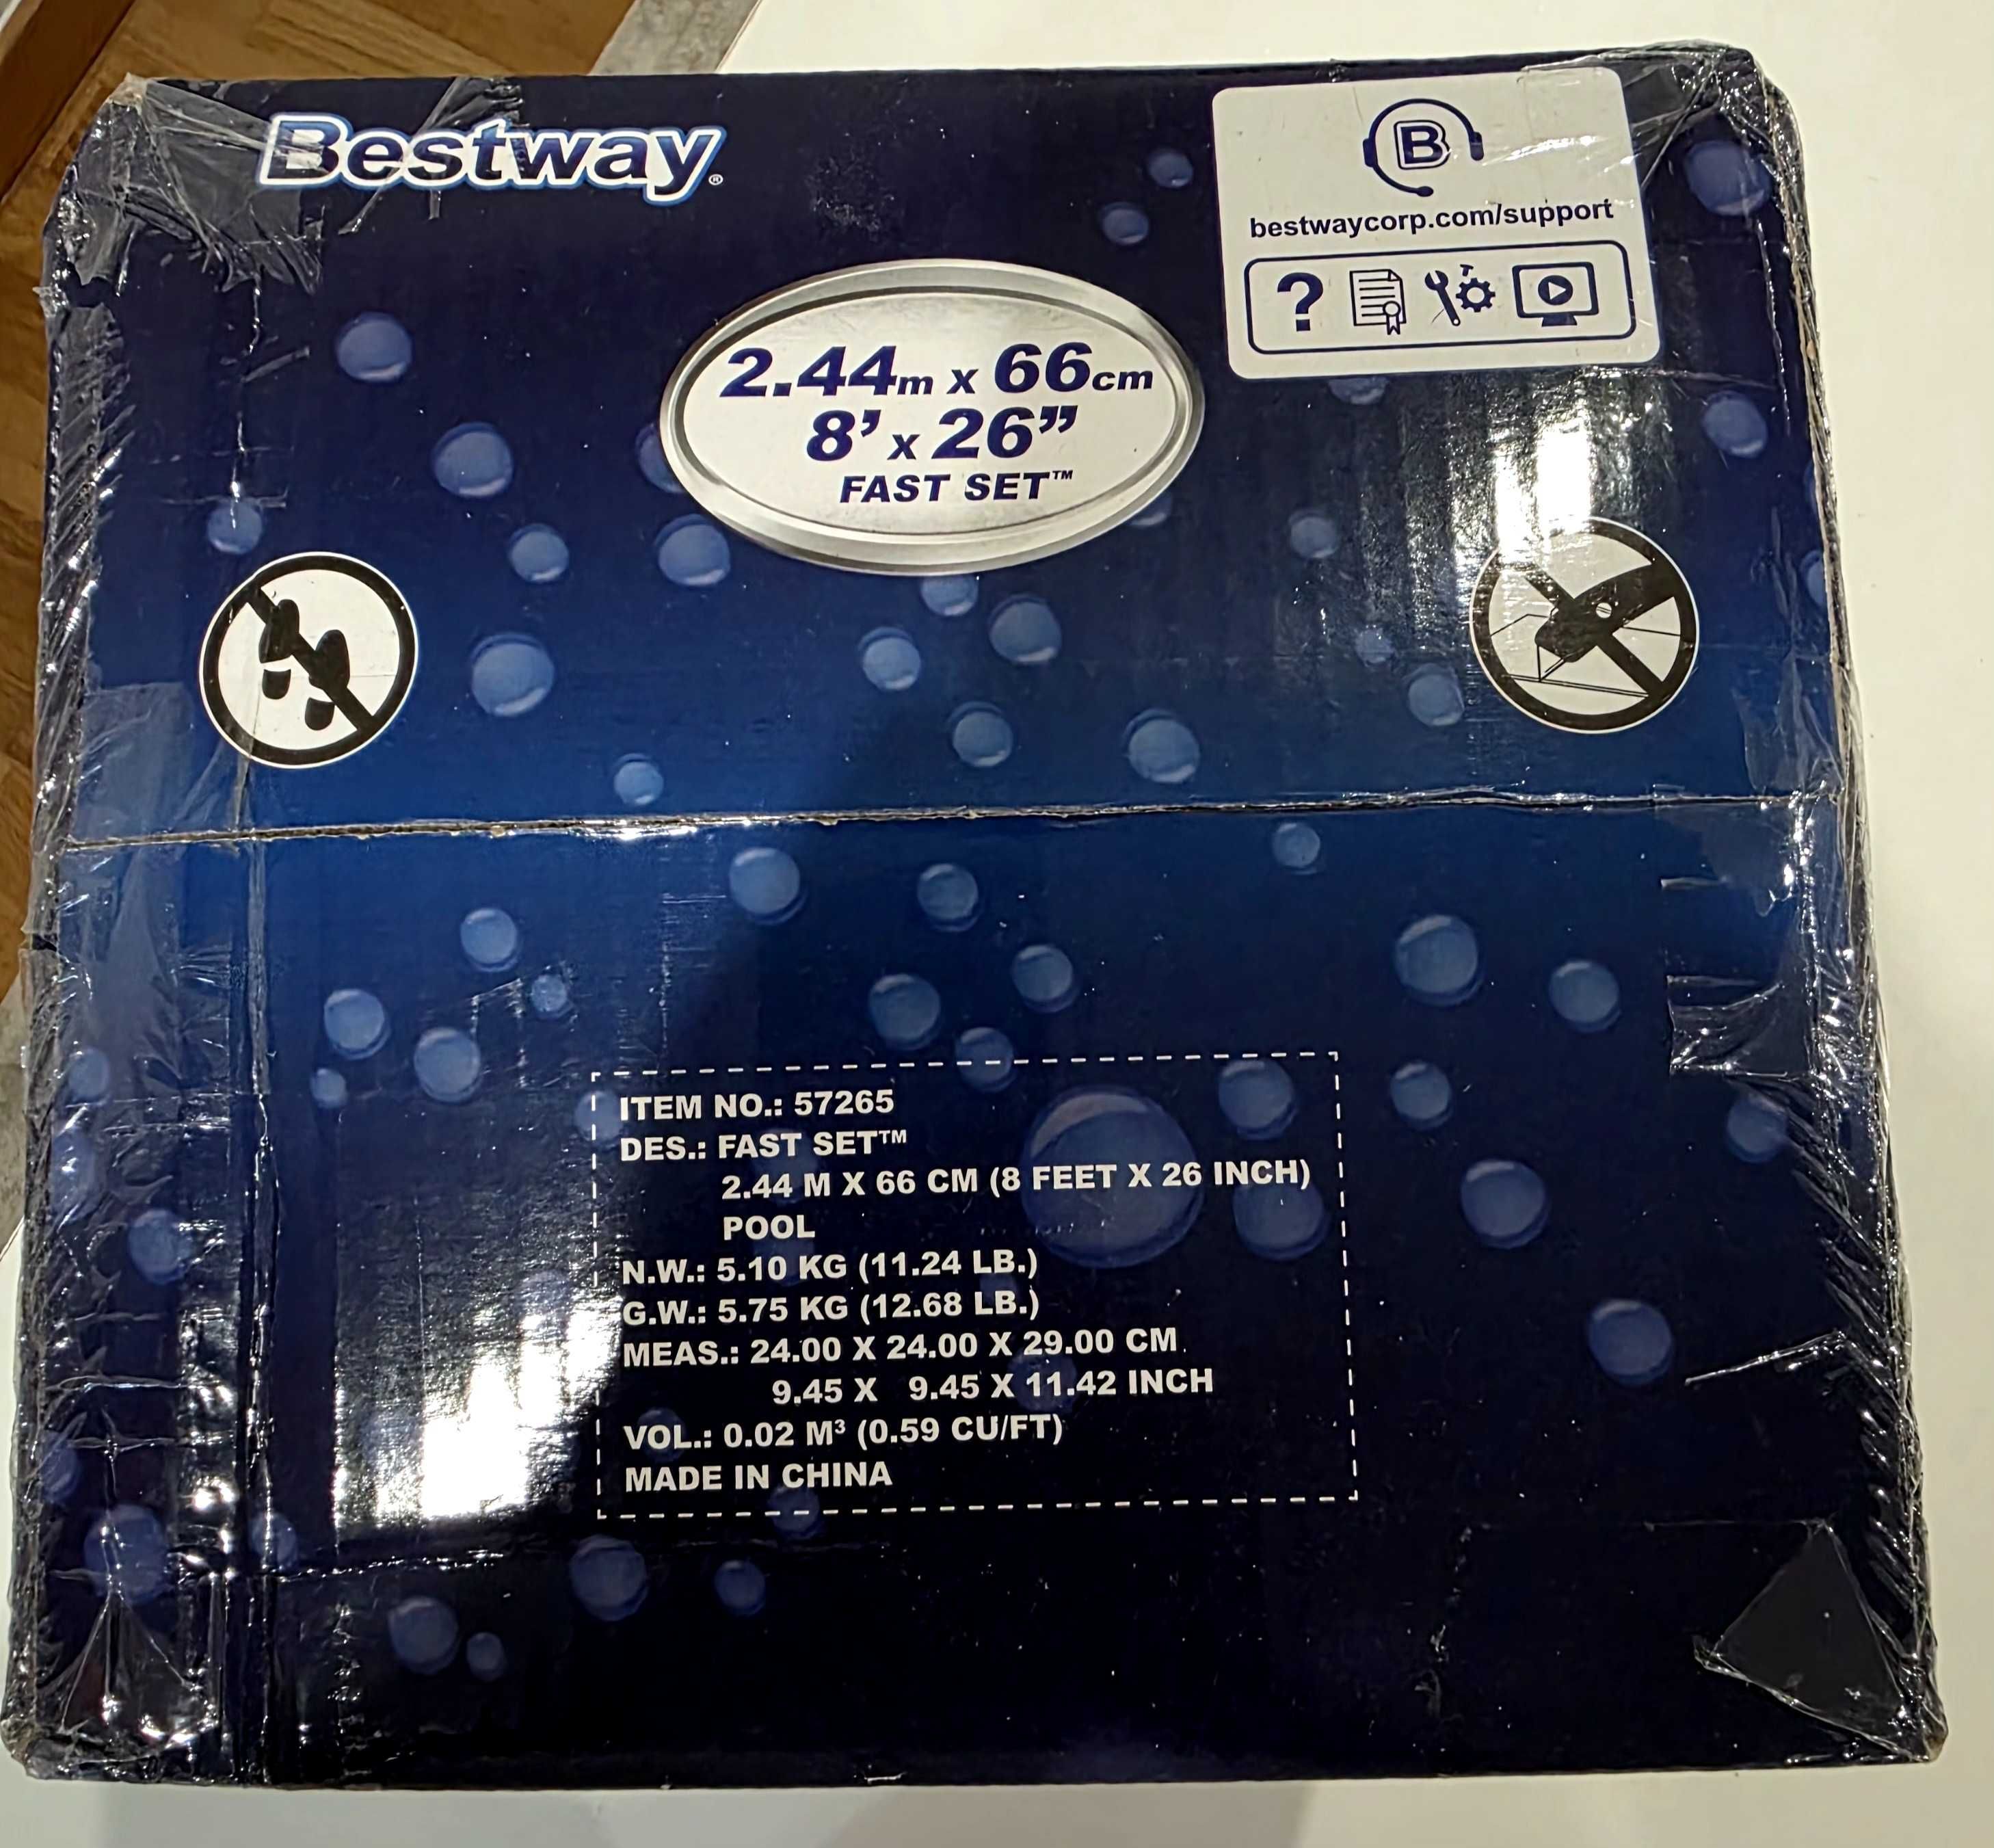 Bestway®
B
bestwaycorp.com/support
?
2.44m x 66cm
8’ x 26”
FAST SET™
ITEM NO.: 57265
DES.: FAST SET™
2.44 M X 66 CM (8 FEET X 26 INCH)
POOL
N.W.: 5.10 KG (11.24 LB.)
G.W.: 5.75 KG (12.68 LB.)
MEAS.: 24.00 X 24.00 X 29.00 CM
9.45 X 9.45 X 11.42 INCH
VOL.: 0.02 M³ (0.59 CU/FT)
MADE IN CHINA